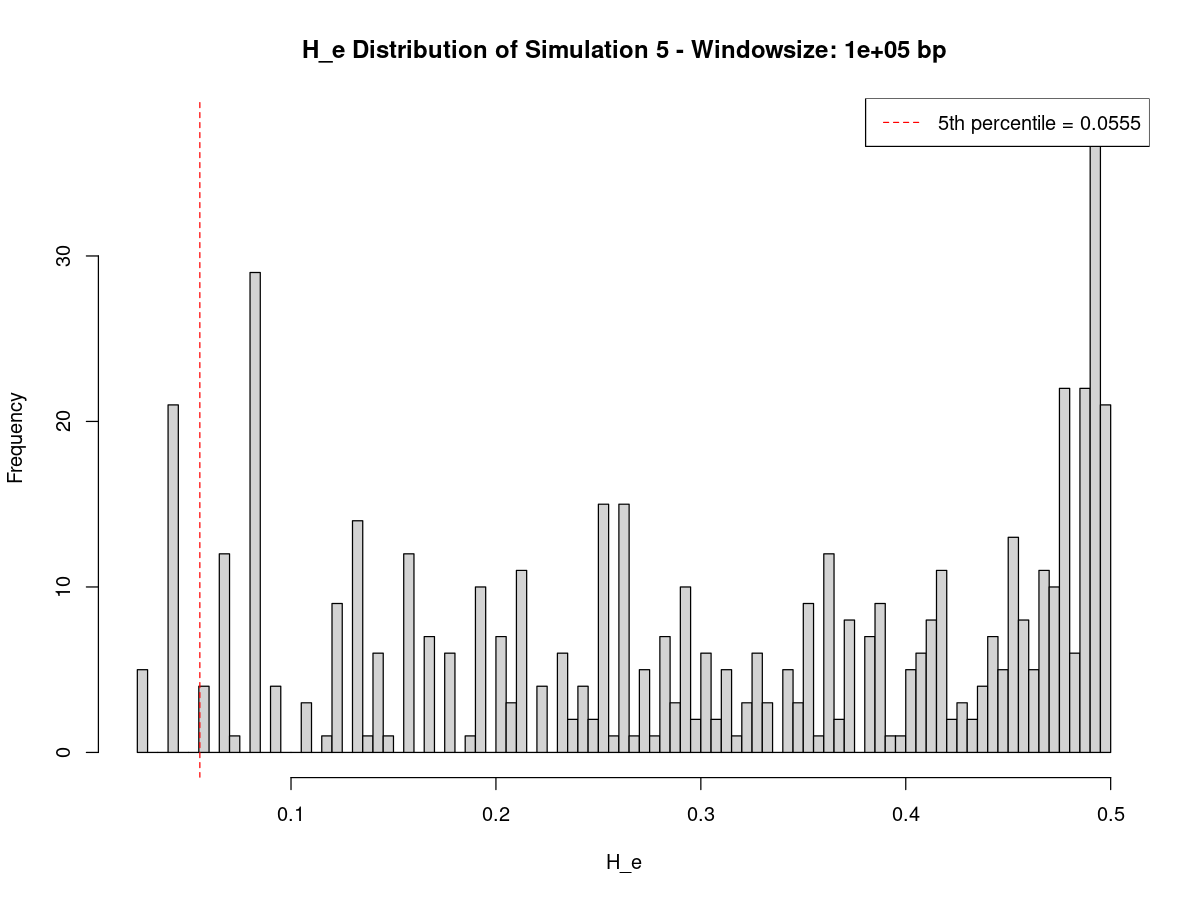 H_e Distribution of Simulation 5 - Windowsize: 1e+05 bp
5th percentile = 0.0555
30
20
10
0
Frequency
0.1 0.2 0.3 0.4 0.5
H_e